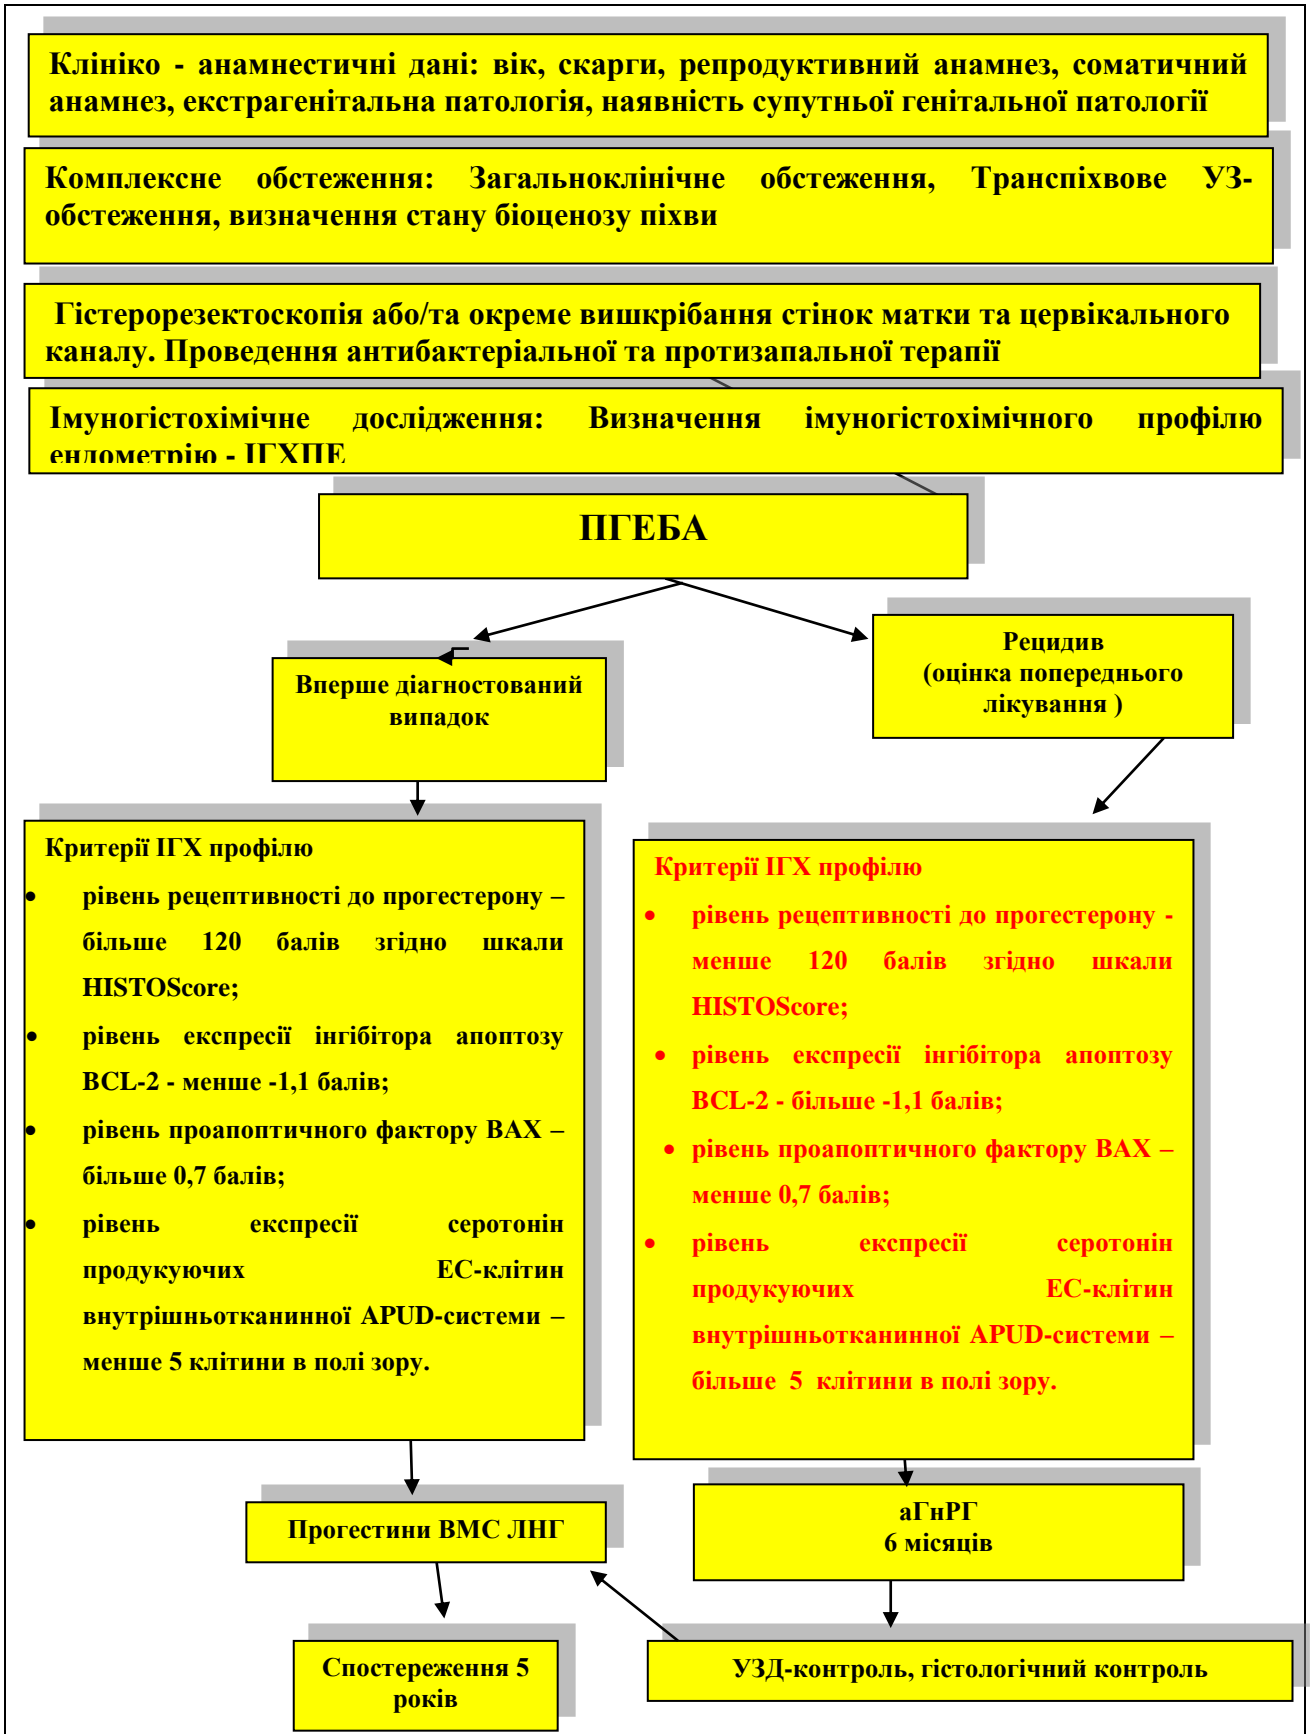 Клініко - анамнестичні дані: вік, скарги, репродуктивний анамнез, соматичний
анамнез, екстрагенітальна патологія, наявність супутньої генітальної патології
Комплексне обстеження: Загальноклінічне обстеження, Транспіхвове УЗ-
обстеження, визначення стану біоценозу піхви
Гістерорезектоскопія або/та окреме вишкрібання стінок матки та цервікального
каналу. Проведення антибактеріальної та протизапальної терапії
Імуногістохімічне дослідження: Визначення імуногістохімічного профілю
ендометрію - ІГХПЕ
ПГЕБА
Вперше діагностований
випадок
Рецидив
(оцінка попереднього
лікування )
Критерії ІГХ профілю
• рівень рецептивності до прогестерону –
більше 120 балів згідно шкали
HISTOScore;
• рівень експресії інгібітора апоптозу
BCL-2 - менше -1,1 балів;
• рівень проапоптичного фактору BAX –
більше 0,7 балів;
• рівень експресії серотонін
продукуючих ЕС-клітин
внутрішньотканинної APUD-системи –
менше 5 клітини в полі зору.
Критерії ІГХ профілю
• рівень рецептивності до прогестерону -
менше 120 балів згідно шкали
HISTOScore;
• рівень експресії інгібітора апоптозу
BCL-2 - більше -1,1 балів;
• рівень проапоптичного фактору BAX –
менше 0,7 балів;
• рівень експресії серотонін
продукуючих ЕС-клітин
внутрішньотканинної APUD-системи –
більше 5 клітини в полі зору.
Прогестини ВМС ЛНГ
аГнРГ
6 місяців
Спостереження 5
років
УЗД-контроль, гістологічний контроль